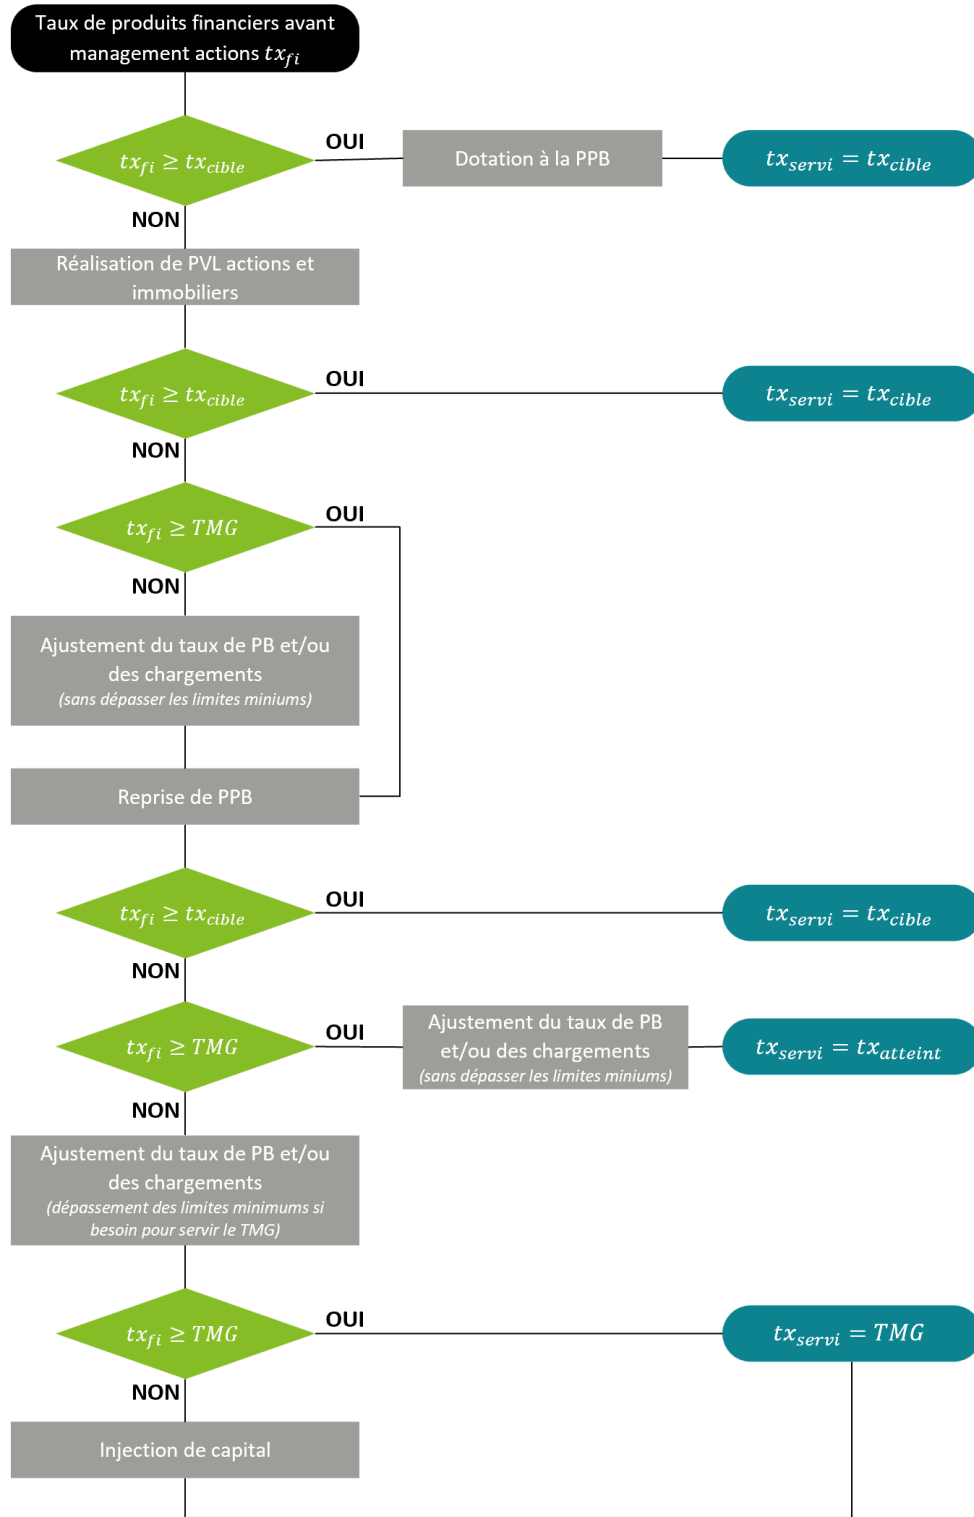 Taux de produits financiers avant
management actions tx_fi
tx_fi ≥ tx_cible
OUI
Dotation à la PPB
tx_servi = tx_cible
NON
Réalisation de PVL actions et
immobiliers
tx_fi ≥ tx_cible
OUI
tx_servi = tx_cible
NON
tx_fi ≥ TMG
OUI
NON
Ajustement du taux de PB et/ou
des chargements
(sans dépasser les limites miniums)
Reprise de PPB
tx_fi ≥ tx_cible
OUI
tx_servi = tx_cible
NON
tx_fi ≥ TMG
OUI
Ajustement du taux de PB
et/ou des chargements
(sans dépasser les limites miniums)
tx_servi = tx_atteint
NON
Ajustement du taux de PB et/ou
des chargements
(dépassement des limites minimums si
besoin pour servir le TMG)
tx_fi ≥ TMG
OUI
tx_servi = TMG
NON
Injection de capital